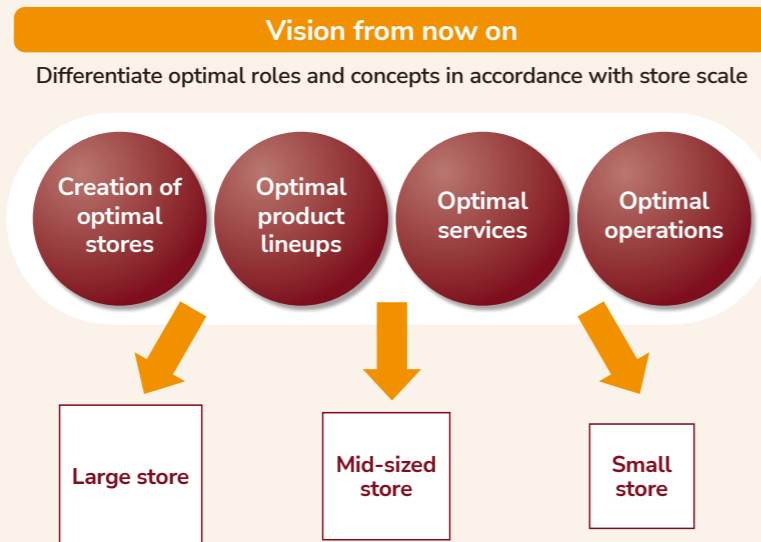 Vision from now on
Differentiate optimal roles and concepts in accordance with store scale
Creation of
optimal
stores
Optimal
product
lineups
Optimal
services
Optimal
operations
Large store
Mid-sized
store
Small
store